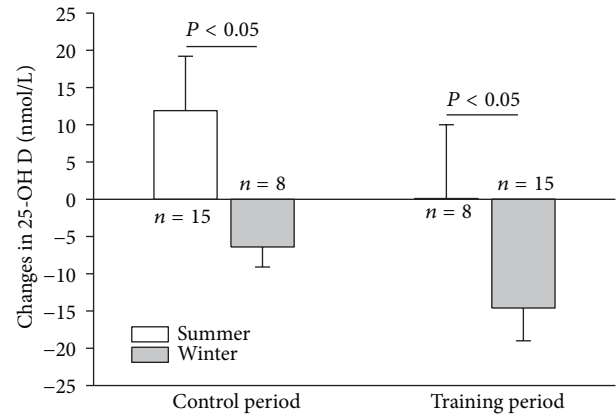 Changes in 25-OH D (nmol/L)
25
20
15
10
5
0
−5
−10
−15
−20
−25
P < 0.05
P < 0.05
n = 8
n = 15
n = 15
n = 8
Summer
Winter
Control period
Training period